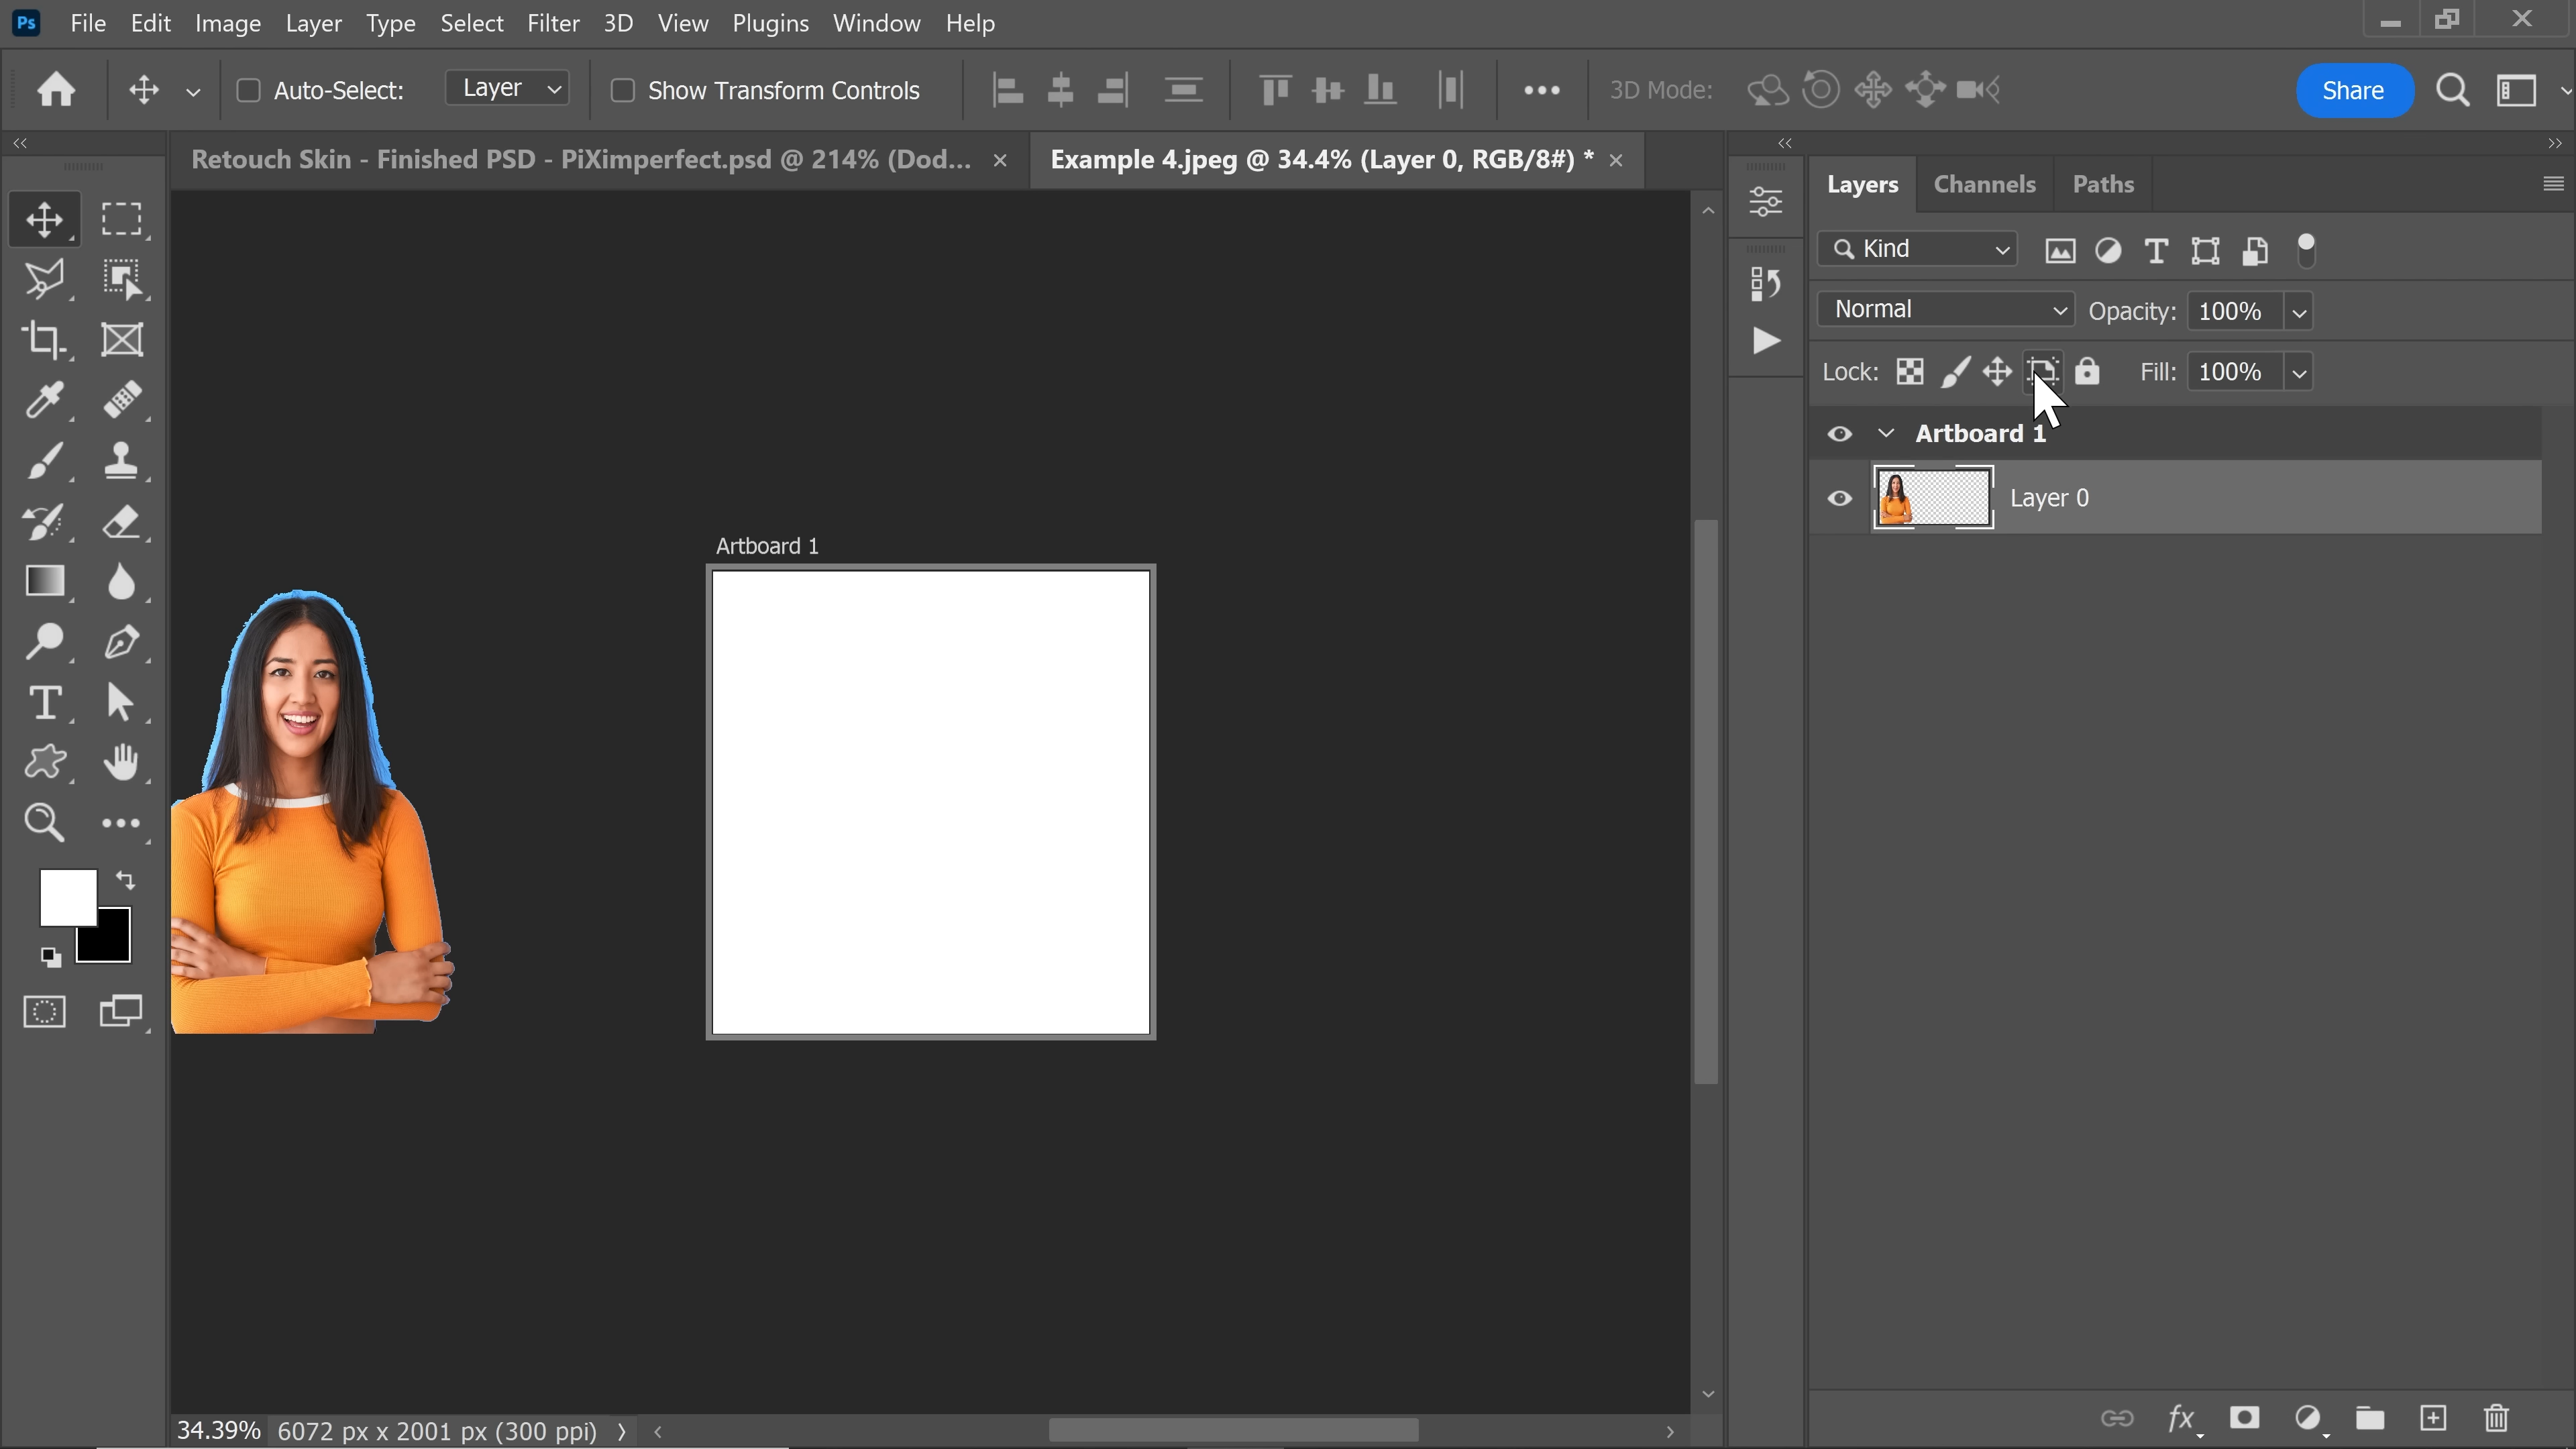 Ps File Edit Image Layer Type Select Filter 3D View Plugins Window Help
Auto-Select: Layer Show Transform Controls 3D Mode: Share
Retouch Skin - Finished PSD - PiXimperfect.psd @ 214% (Dod... × Example 4.jpeg @ 34.4% (Layer 0, RGB/8#) * ×
Layers Channels Paths
Kind
Normal Opacity: 100%
Lock: Fill: 100%
Artboard 1
Layer 0
Artboard 1
34.39% 6072 px x 2001 px (300 ppi)
fx